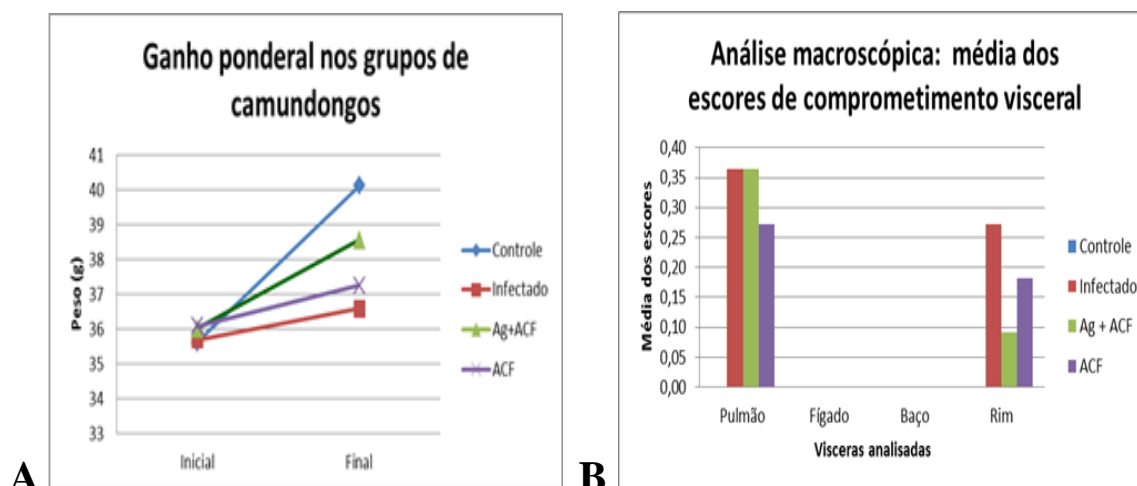 Ganho ponderal nos grupos de
camundongos
41
40
39
38
37
36
35
34
33
Peso (g)
Inicial
Final
Controle
Infectado
Ag+ACF
ACF
A
Análise macroscópica: média dos
escores de comprometimento visceral
0,40
0,35
0,30
0,25
0,20
0,15
0,10
0,05
0,00
Média dos escores
Pulmão
Fígado
Baço
Rim
Visceras analisadas
Controle
Infectado
Ag + ACF
ACF
B